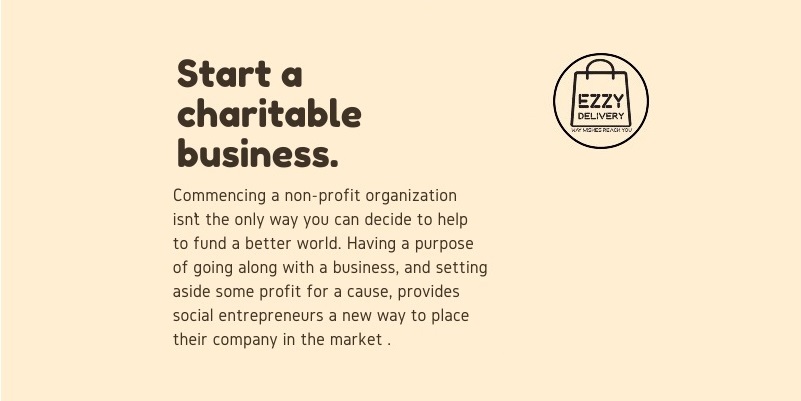 Start a
charitable
business.
Commencing a non-profit organization
isn't the only way you can decide to help
to fund a better world. Having a purpose
of going along with a business, and setting
aside some profit for a cause, provides
social entrepreneurs a new way to place
their company in the market .
EZZY
DELIVERY
WAY WISHES REACH YOU